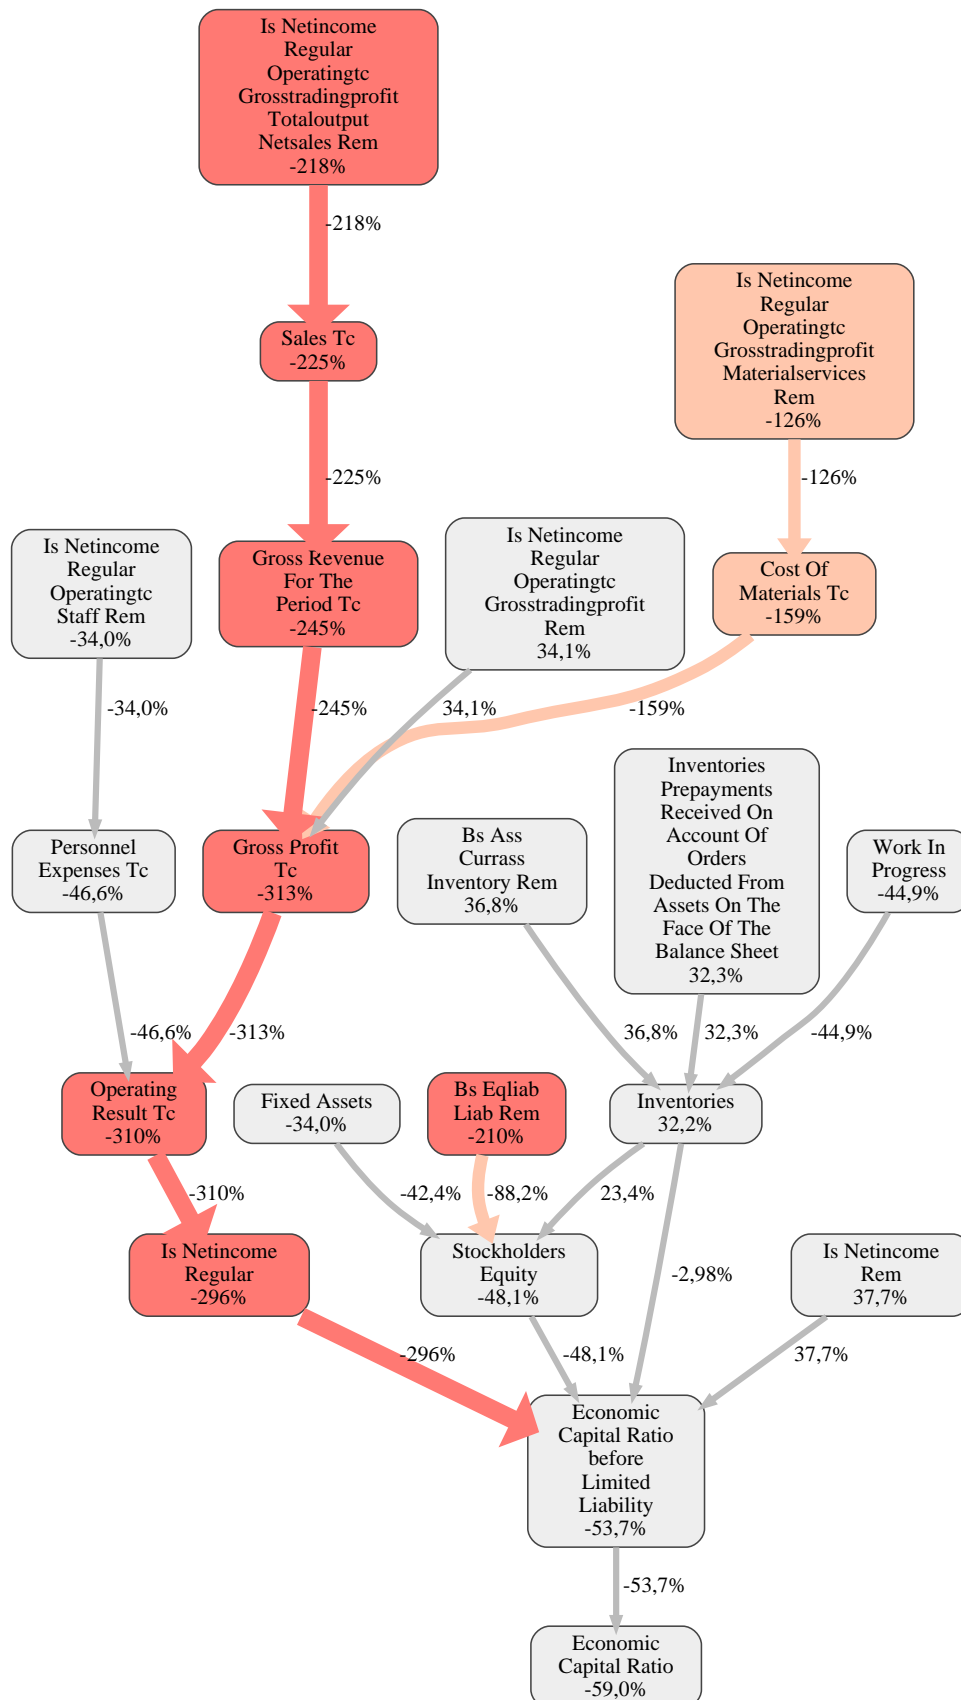 Is Netincome
Regular
Operatingtc
Grosstradingprofit
Totaloutput
Netsales Rem
-218%
-218%
Sales Tc
-225%
Is Netincome
Regular
Operatingtc
Grosstradingprofit
Materialservices
Rem
-126%
-225%
-126%
Is Netincome
Regular
Operatingtc
Staff Rem
-34,0%
Gross Revenue
For The
Period Tc
-245%
Is Netincome
Regular
Operatingtc
Grosstradingprofit
Rem
34,1%
Cost Of
Materials Tc
-159%
-34,0%
-245%
34,1%
-159%
Personnel
Expenses Tc
-46,6%
Gross Profit
Tc
-313%
Bs Ass
Currass
Inventory Rem
36,8%
Inventories
Prepayments
Received On
Account Of
Orders
Deducted From
Assets On The
Face Of The
Balance Sheet
32,3%
Work In
Progress
-44,9%
-46,6%
-313%
36,8%
32,3%
-44,9%
Operating
Result Tc
-310%
Fixed Assets
-34,0%
Bs Eqliab
Liab Rem
-210%
Inventories
32,2%
-310%
-42,4%
-88,2%
23,4%
-2,98%
Is Netincome
Regular
-296%
Stockholders
Equity
-48,1%
Is Netincome
Rem
37,7%
-296%
-48,1%
37,7%
Economic
Capital Ratio
before
Limited
Liability
-53,7%
-53,7%
Economic
Capital Ratio
-59,0%